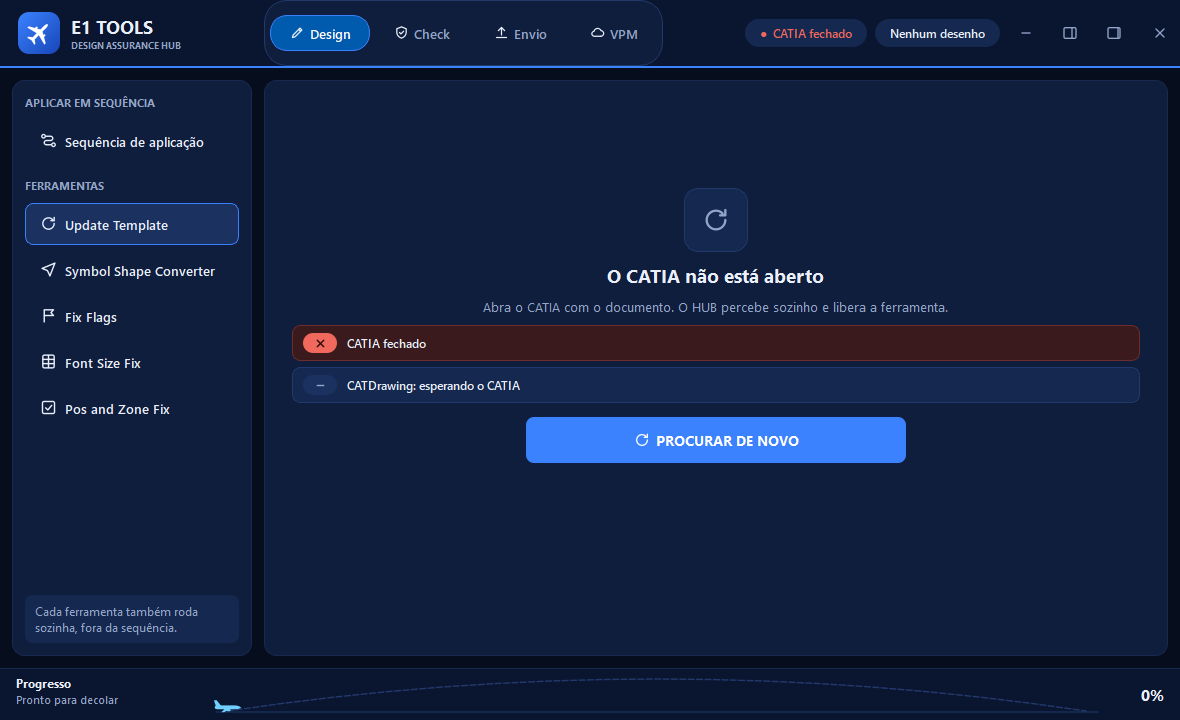 E1 TOOLS
DESIGN ASSURANCE HUB
Design
Check
Envio
VPM
CATIA fechado
Nenhum desenho
APLICAR EM SEQUÊNCIA
Sequência de aplicação
FERRAMENTAS
Update Template
Symbol Shape Converter
Fix Flags
Font Size Fix
Pos and Zone Fix
Cada ferramenta também roda
sozinha, fora da sequência.
O CATIA não está aberto
Abra o CATIA com o documento. O HUB percebe sozinho e libera a ferramenta.
CATIA fechado
CATDrawing: esperando o CATIA
PROCURAR DE NOVO
Progresso
Pronto para decolar
0%